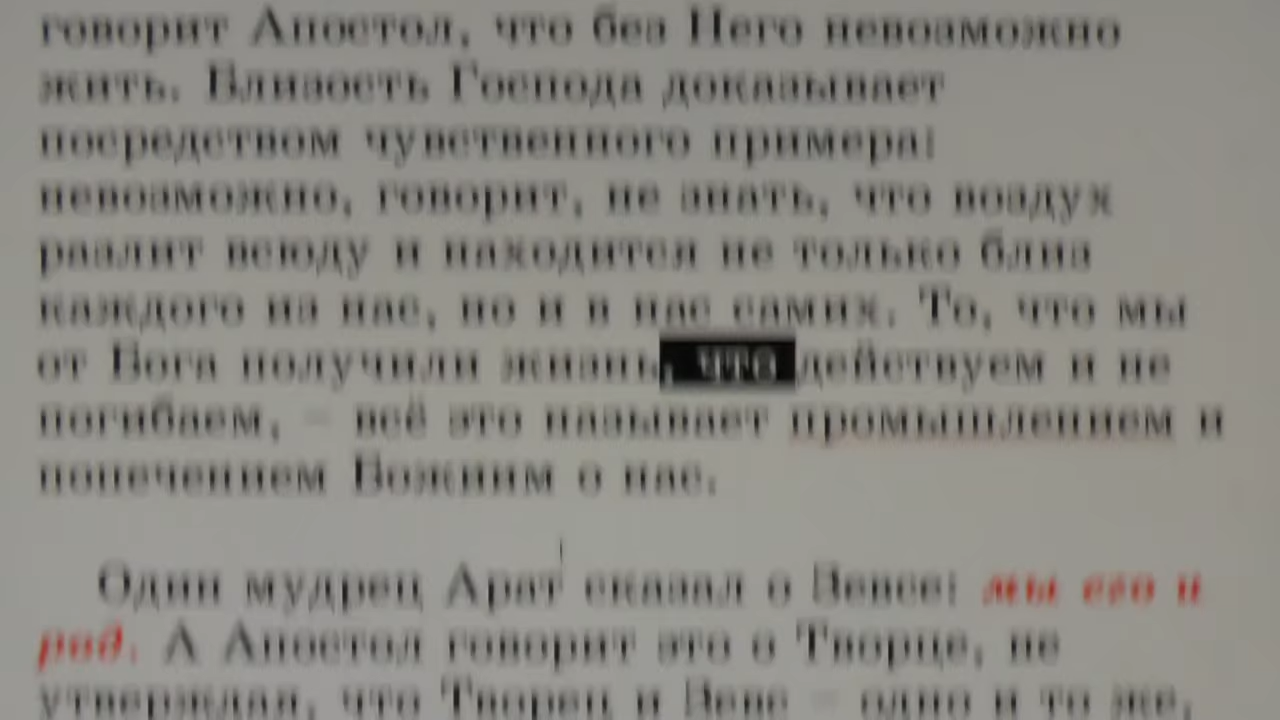 говорит Апостол, что без Него невозможно
жить. Близость Господа доказывает
посредством чувственного примера:
невозможно, говорит, не знать, что воздух
разлит всюду и находится не только близ
каждого из нас, но и в нас самих. То, что мы
от Бога получили жизнь, что действуем и не
погибаем, – всё это называет промышлением и
попечением Божиим о нас.
Один мудрец Арат сказал о Зевсе: мы его и
род. А Апостол говорит это о Творце, не
утверждая, что Творец и Зевс – одно и то же,